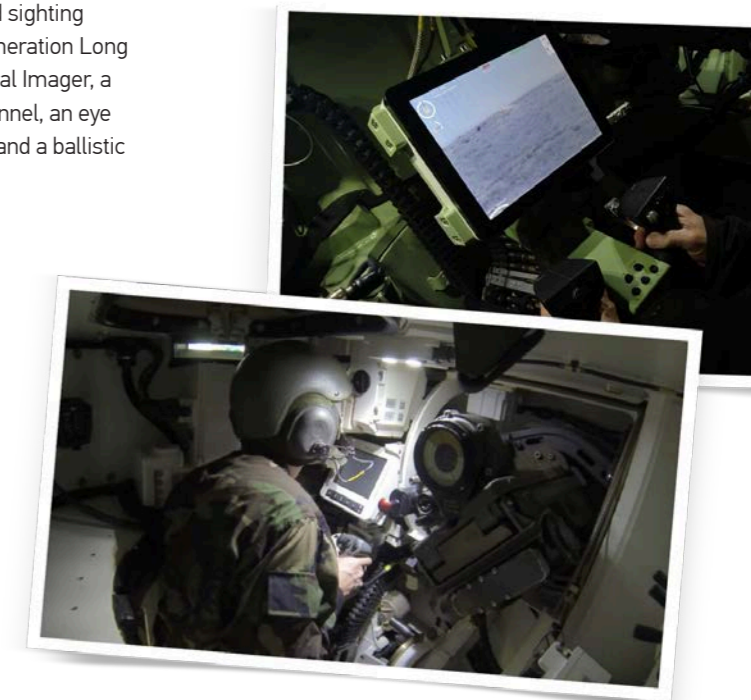 d sighting
neration Long
al Imager, a
nnel, an eye
and a ballistic